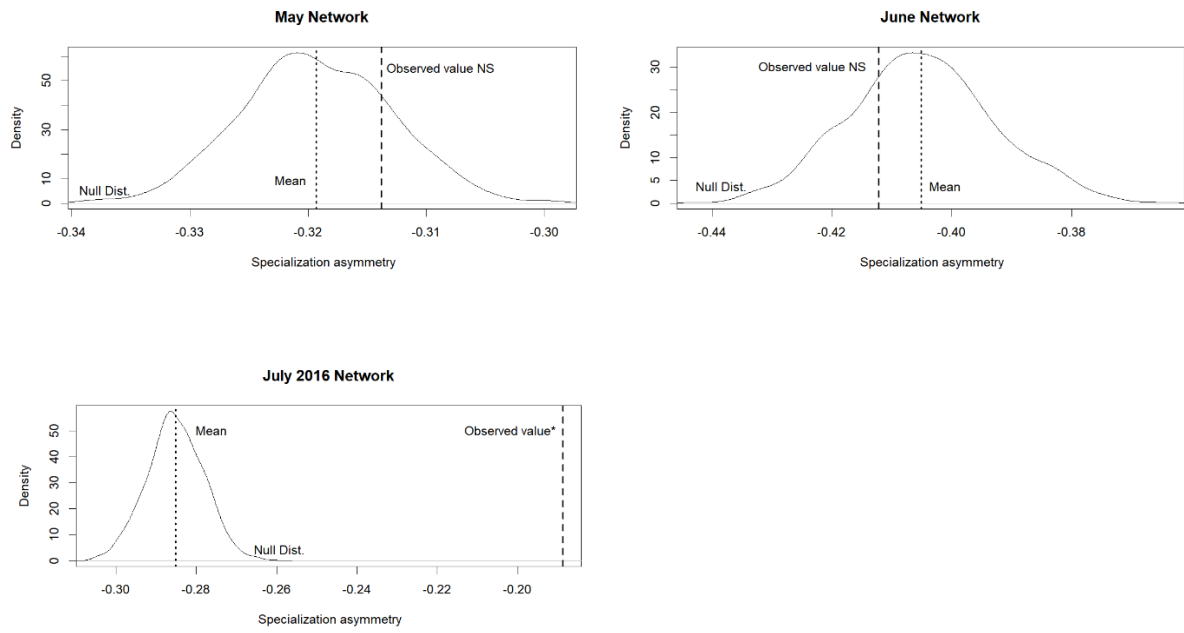 May Network
Density
50
30
10
0
Observed value NS
Mean
Null Dist.
-0.34
-0.33
-0.32
-0.31
-0.30
Specialization asymmetry
June Network
Density
30
20
10
5
0
Observed value NS
Mean
Null Dist.
-0.44
-0.42
-0.40
-0.38
Specialization asymmetry
July 2016 Network
Density
50
40
30
20
10
0
Mean
Observed value*
Null Dist.
-0.30
-0.28
-0.26
-0.24
-0.22
-0.20
Specialization asymmetry